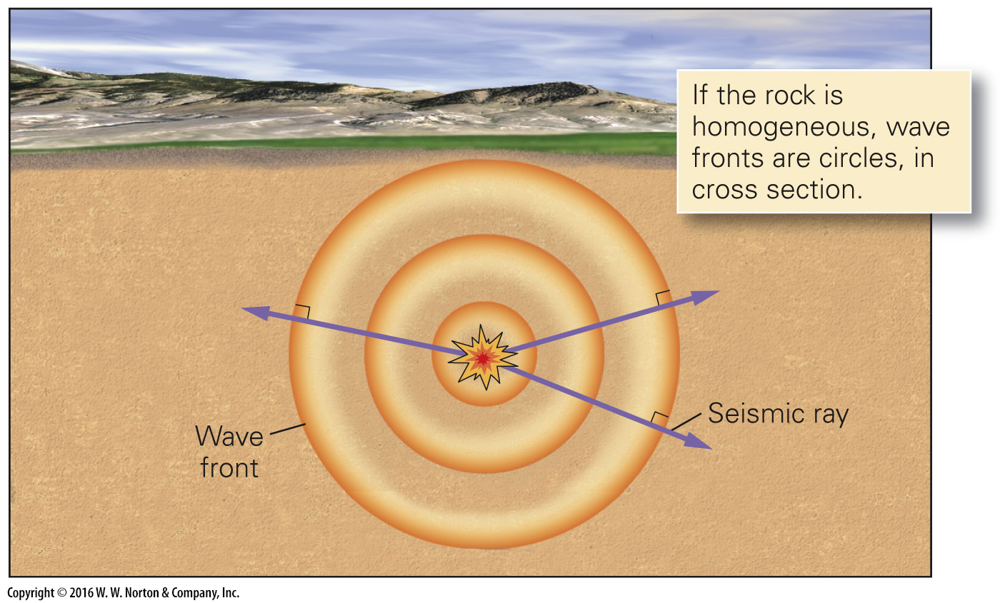 If the rock is
homogeneous, wave
fronts are circles, in
cross section.
Seismic ray
Wave
front
Copyright © 2016 W. W. Norton & Company, Inc.